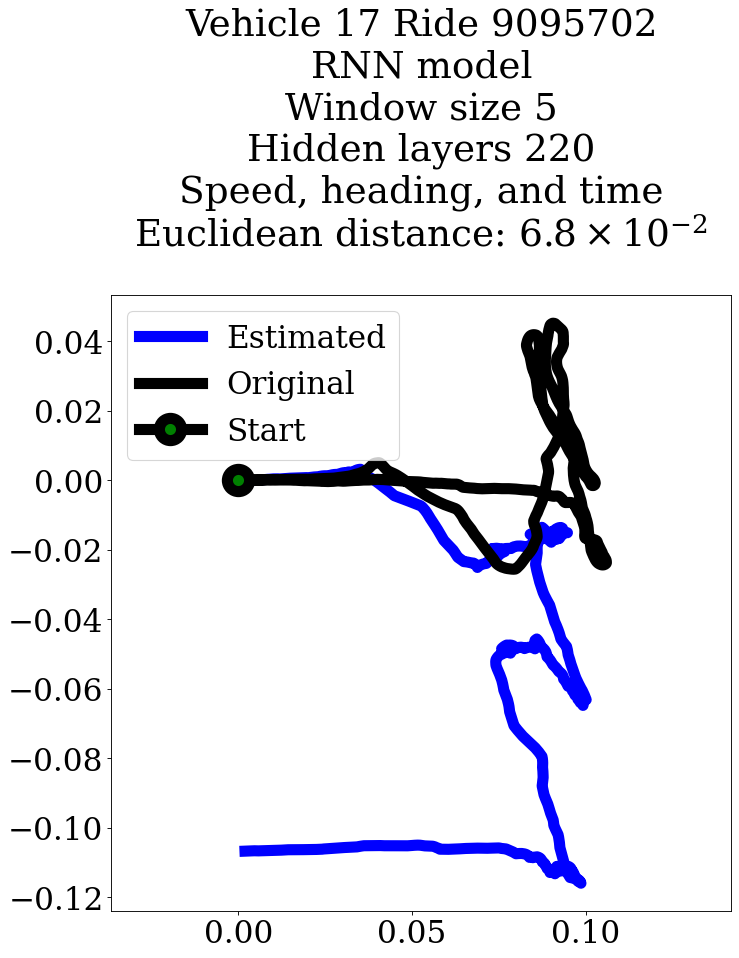 Vehicle 17 Ride 9095702
RNN model
Window size 5
Hidden layers 220
Speed, heading, and time
Euclidean distance: 6.8 × 10⁻²
Estimated
Original
Start
0.04
0.02
0.00
−0.02
−0.04
−0.06
−0.08
−0.10
−0.12
0.00 0.05 0.10